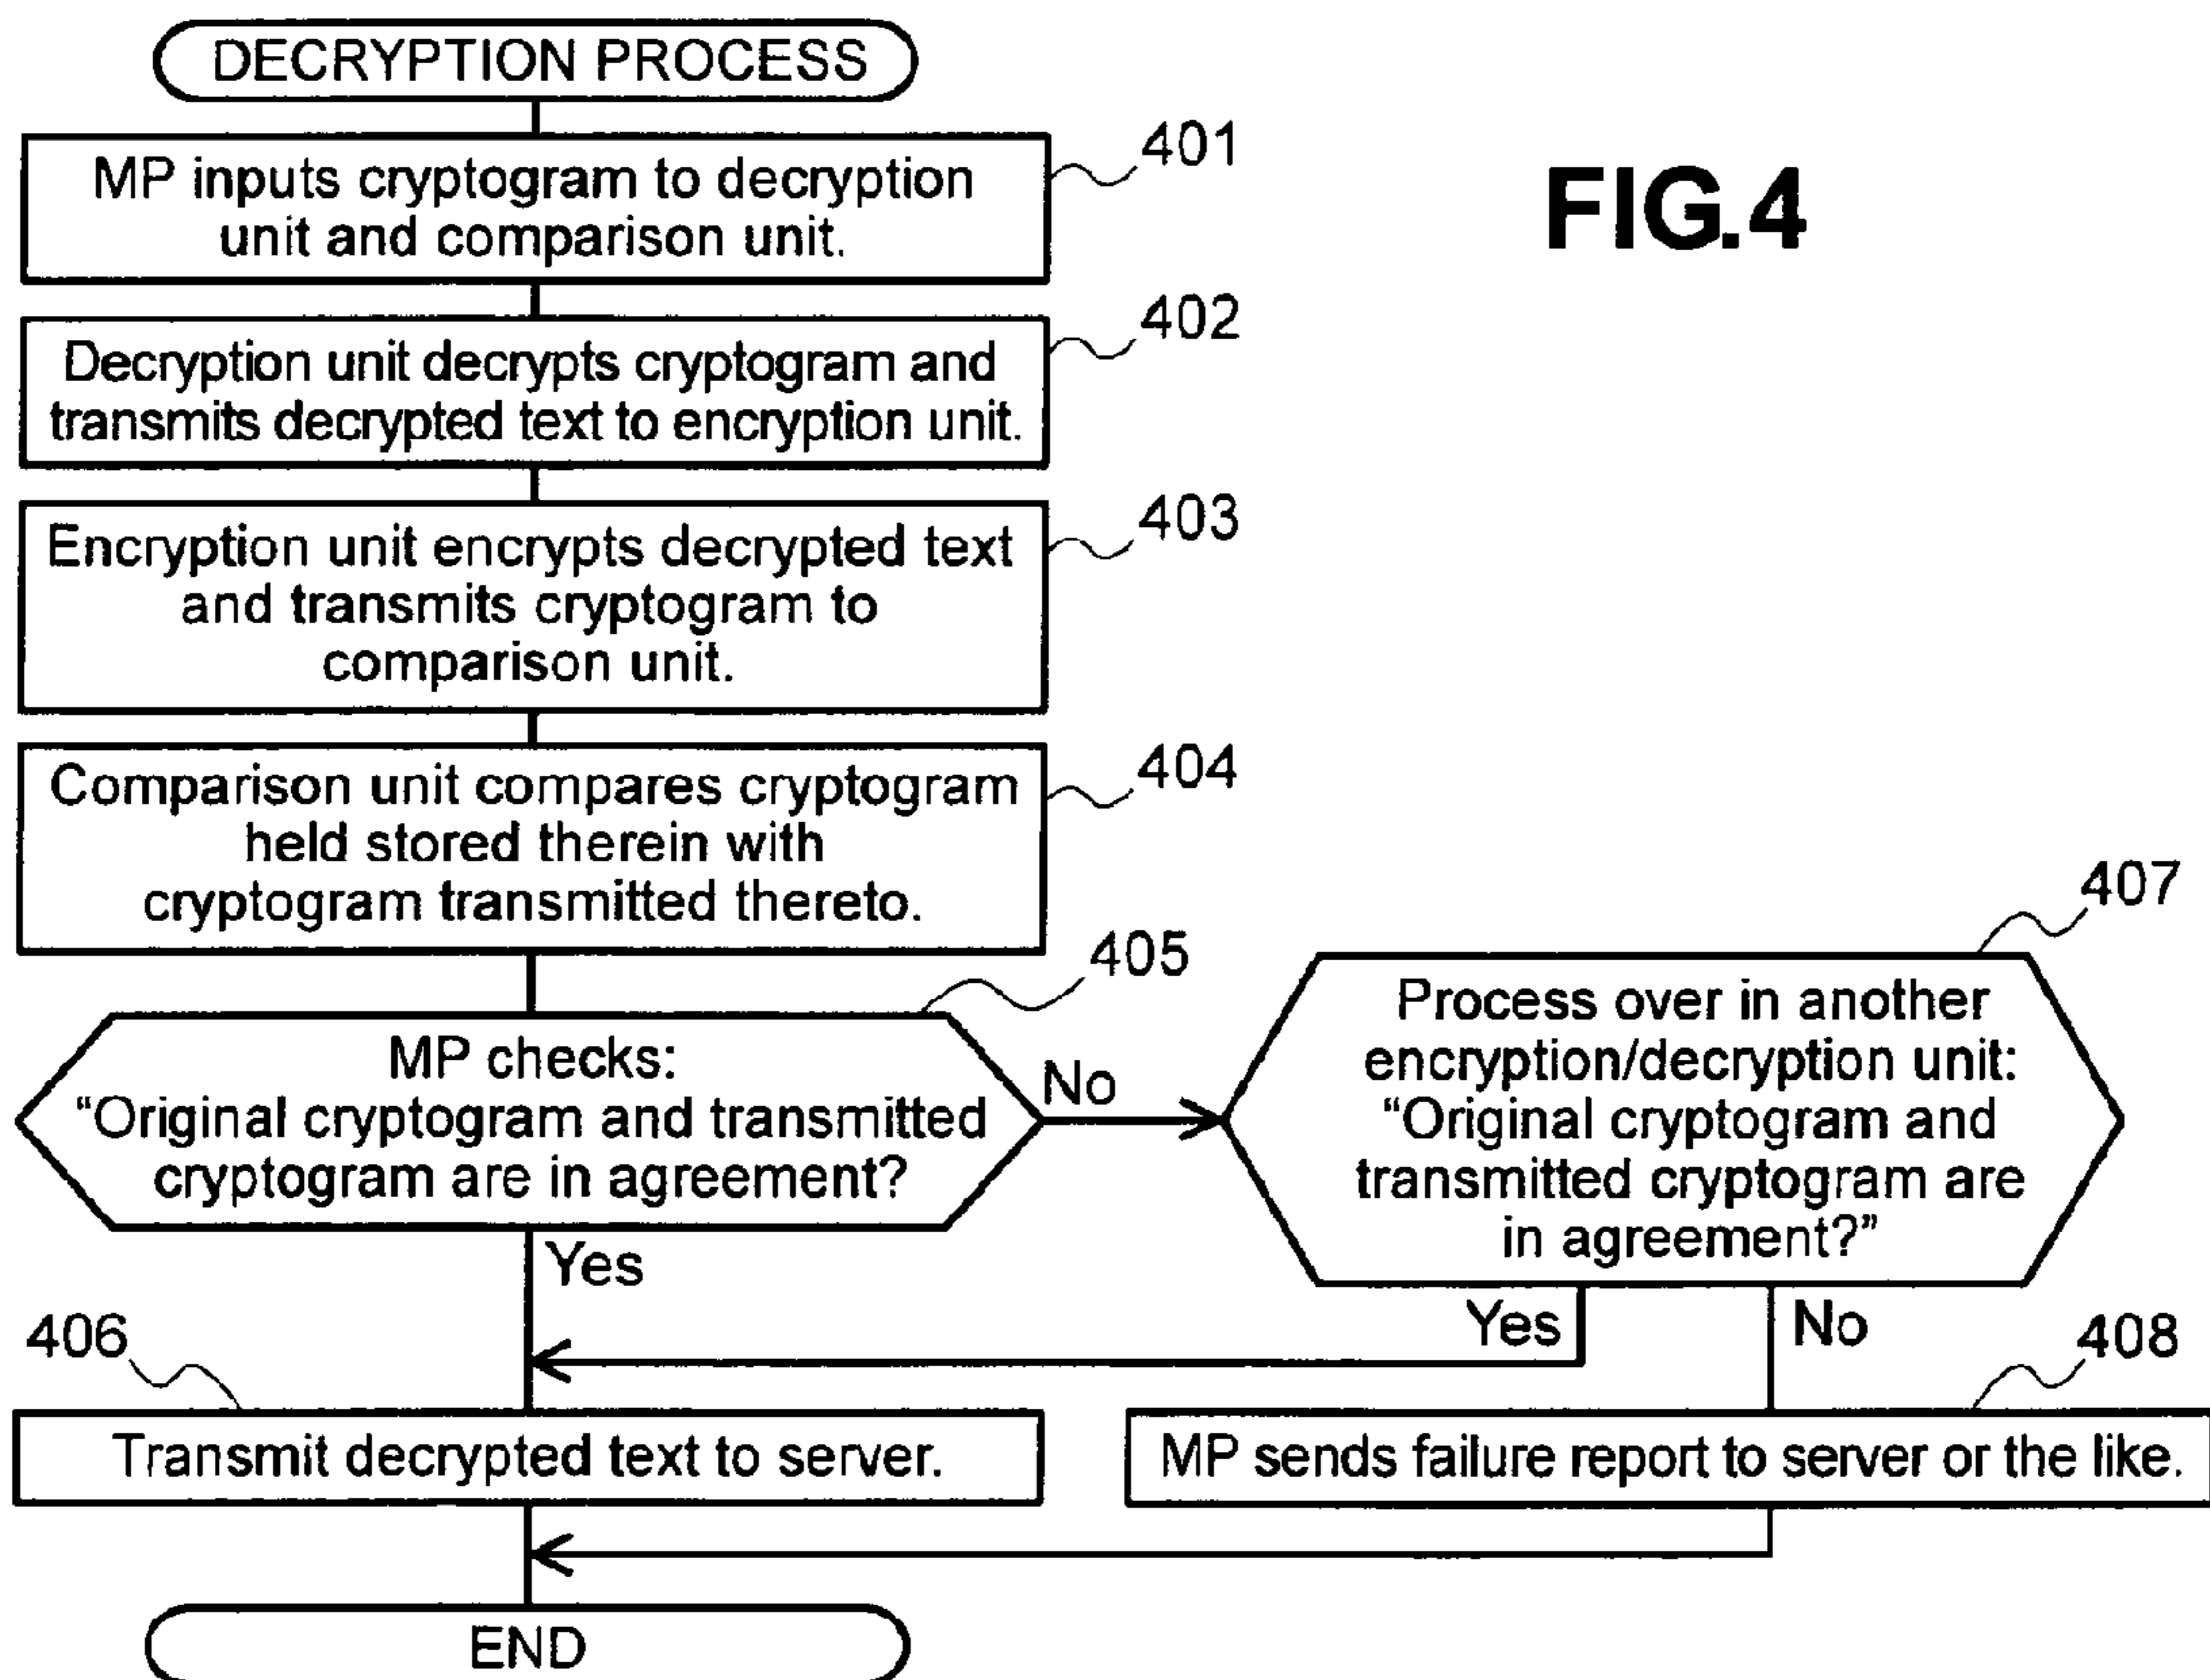 DECRYPTION PROCESS
FIG.4
401
MP inputs cryptogram to decryption
unit and comparison unit.
402
Decryption unit decrypts cryptogram and
transmits decrypted text to encryption unit.
403
Encryption unit encrypts decrypted text
and transmits cryptogram to
comparison unit.
404
Comparison unit compares cryptogram
held stored therein with
cryptogram transmitted thereto.
405
MP checks:
“Original cryptogram and transmitted
cryptogram are in agreement?
No
Yes
407
Process over in another
encryption/decryption unit:
“Original cryptogram and
transmitted cryptogram are
in agreement?”
Yes
No
406
Transmit decrypted text to server.
408
MP sends failure report to server or the like.
END